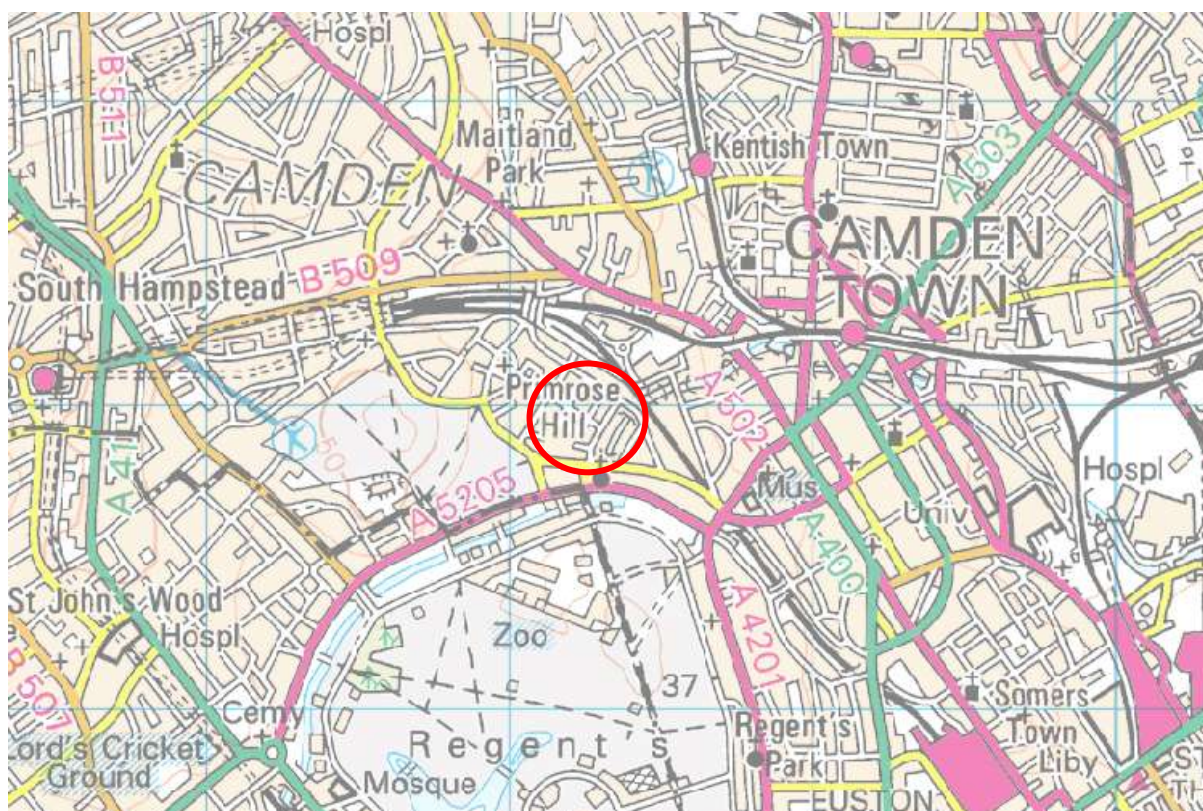 Hospl
B 511
Maitland
Park
Kentish Town
CAMDEN
A 503
CAMDEN
TOWN
South Hampstead
B 509
Primrose
Hill
A 502
A 41
50
A 5205
Mus
Hospl
Univ
A 400
St John's Wood
Hospl
Zoo
A 4201
B 507
37
Somers
Town
Cemy
Regent's
Regent's
Park
Liby
Lord's Cricket
Ground
Mosque
EUSTON